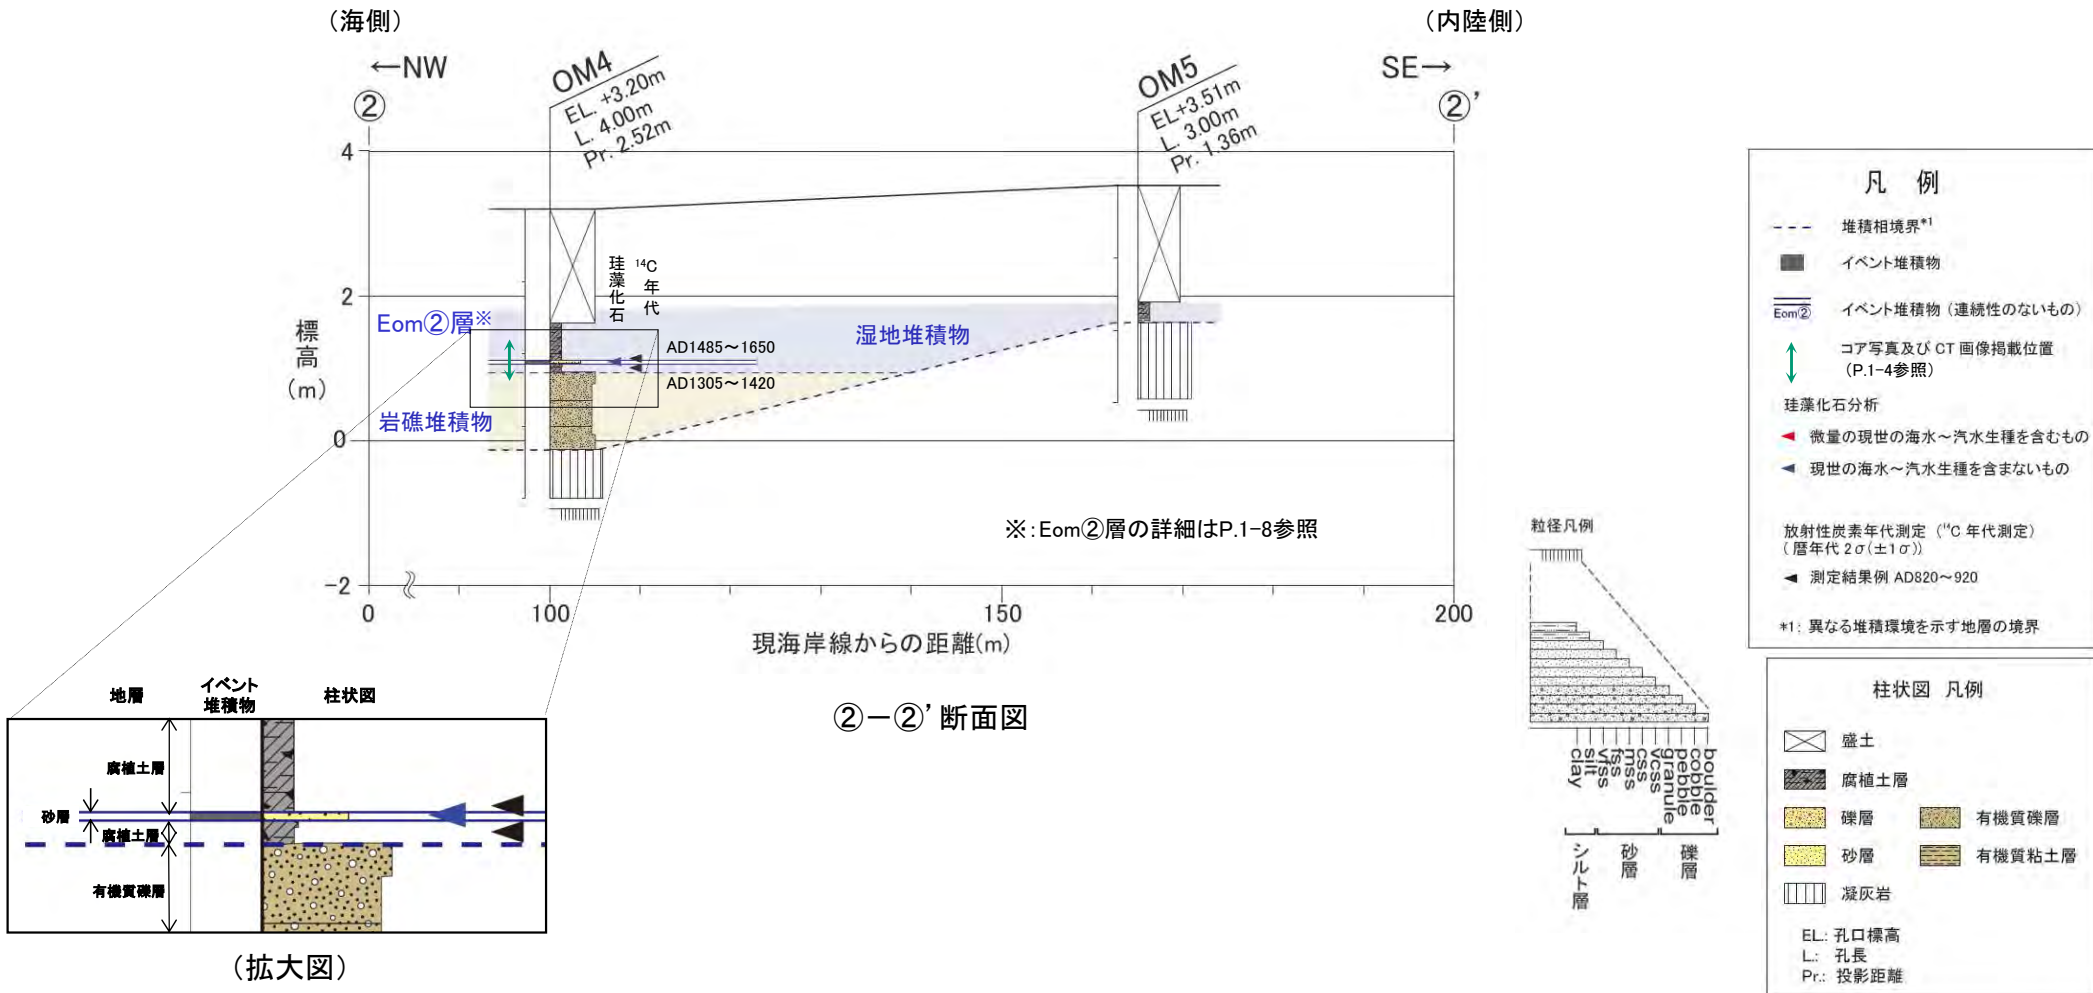 （海側）
（内陸側）
←NW
SE→
②
②’
OM4
EL. +3.20m
L. 4.00m
Pr. 2.52m
OM5
EL+3.51m
L. 3.00m
Pr. 1.36m
4
2
0
-2
標高
(m)
珪藻化石
¹⁴C年代
Eom②層※
湿地堆積物
AD1485～1650
AD1305～1420
岩礁堆積物
※：Eom②層の詳細はP.1-8参照
0
100
150
200
現海岸線からの距離(m)
②－②’断面図
地層
イベント堆積物
柱状図
腐植土層
砂層
腐植土層
有機質礫層
（拡大図）
凡 例
堆積相境界*1
イベント堆積物
Eom② イベント堆積物（連続性のないもの）
コア写真及び CT 画像掲載位置
（P.1-4参照）
珪藻化石分析
微量の現世の海水～汽水生種を含むもの
現世の海水～汽水生種を含まないもの
放射性炭素年代測定（¹⁴C 年代測定）
（暦年代 2σ(±1σ)）
測定結果例 AD820～920
*1: 異なる堆積環境を示す地層の境界
粒径凡例
clay
silt
vfss
fss
mss
css
vcss
granule
pebble
cobble
boulder
シルト層
砂層
礫層
柱状図 凡例
盛土
腐植土層
礫層
有機質礫層
砂層
有機質粘土層
凝灰岩
EL.: 孔口標高
L.: 孔長
Pr.: 投影距離